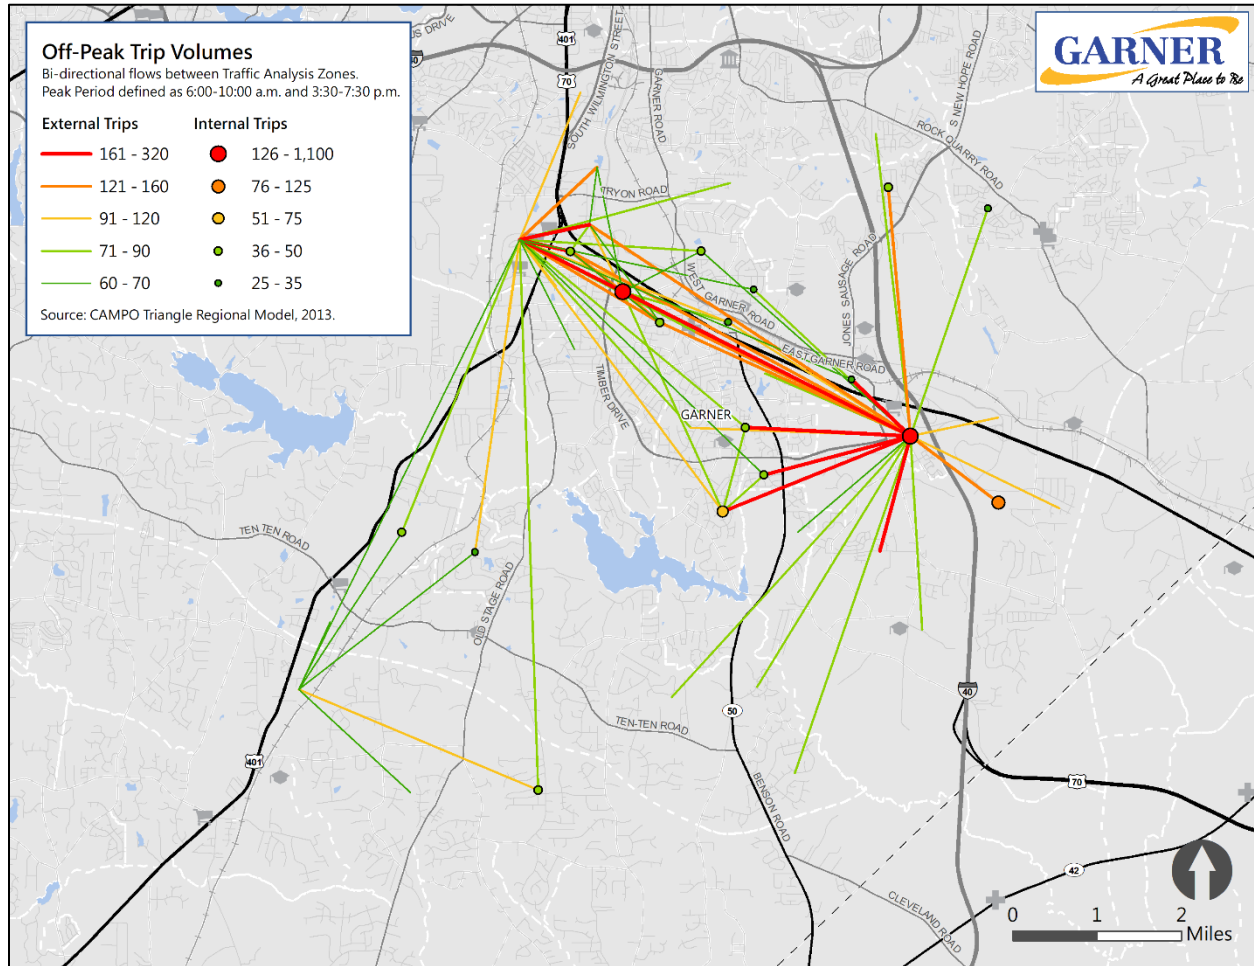 Off-Peak Trip Volumes
Bi-directional flows between Traffic Analysis Zones.
Peak Period defined as 6:00-10:00 a.m. and 3:30-7:30 p.m.
External Trips
Internal Trips
161 - 320
126 - 1,100
121 - 160
76 - 125
91 - 120
51 - 75
71 - 90
36 - 50
60 - 70
25 - 35
Source: CAMPO Triangle Regional Model, 2013.
GARNER
A Great Place to Be
US DRIVE
40
401
70
SOUTH WILMINGTON STREET
GARNER ROAD
S NEW HOPE ROAD
ROCK QUARRY ROAD
TRYON ROAD
JONES SAUSAGE ROAD
WEST GARNER ROAD
EAST GARNER ROAD
TIMBER DRIVE
GARNER
TEN TEN ROAD
OLD STAGE ROAD
TEN-TEN ROAD
50
40
401
BENSON ROAD
70
42
CLEVELAND ROAD
0 1 2
Miles